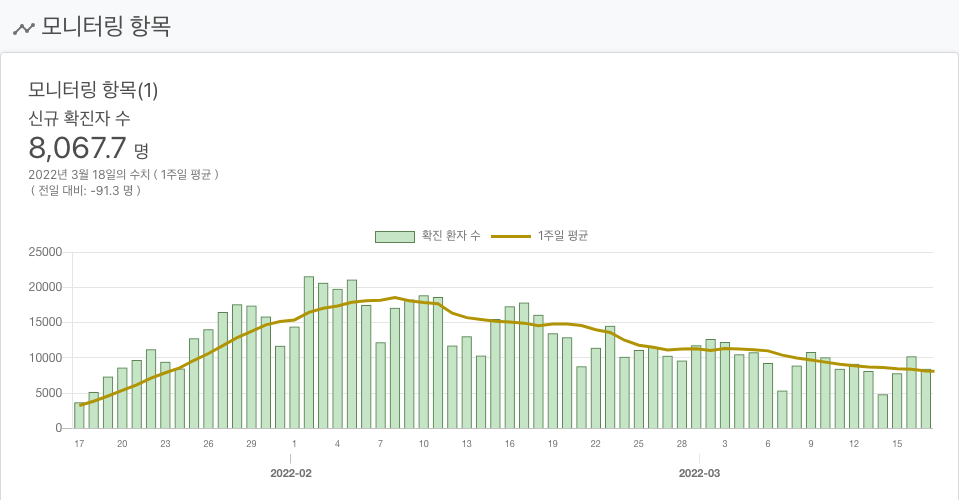 모니터링 항목
모니터링 항목(1)
신규 확진자 수
8,067.7 명
2022년 3월 18일의 수치 ( 1주일 평균 )
( 전일 대비: -91.3 명 )
확진 환자 수 1주일 평균
25000
20000
15000
10000
5000
0
17 20 23 26 29 1 4 7 10 13 16 19 22 25 28 3 6 9 12 15
2022-02 2022-03